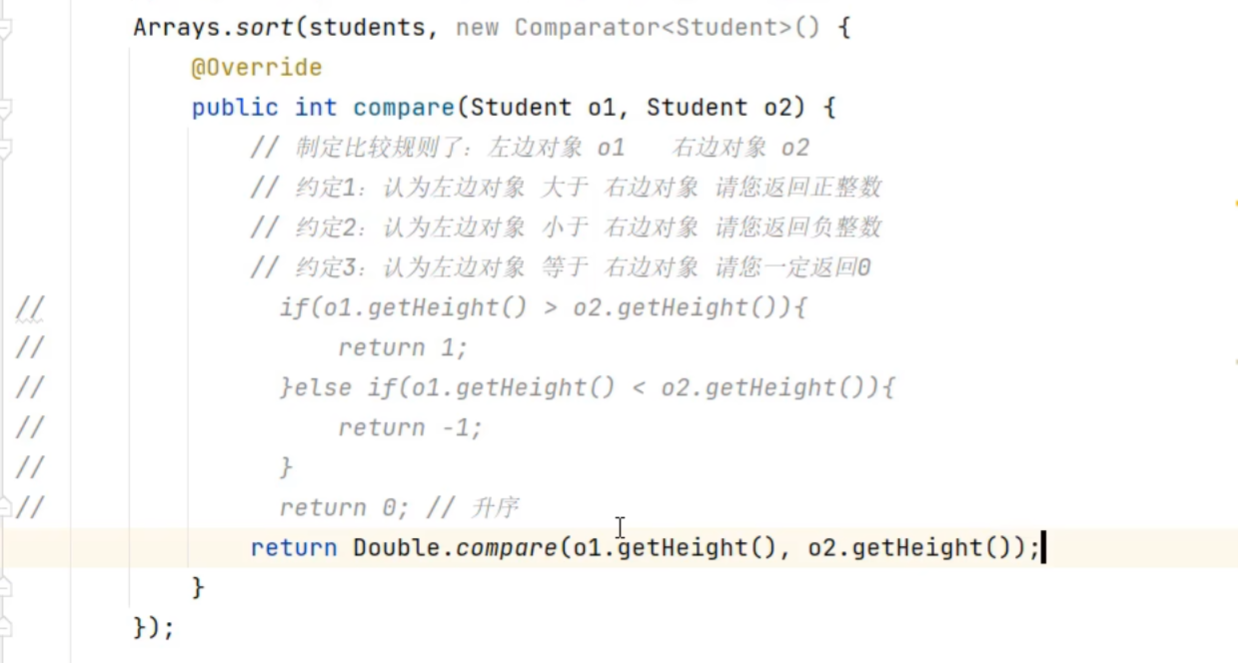 Arrays.sort(students, new Comparator<Student>() {
@Override
public int compare(Student o1, Student o2) {
// 制定比较规则了：左边对象 o1   右边对象 o2
// 约定1：认为左边对象 大于 右边对象 请您返回正整数
// 约定2：认为左边对象 小于 右边对象 请您返回负整数
// 约定3：认为左边对象 等于 右边对象 请您一定返回0
// if(o1.getHeight() > o2.getHeight()){
// return 1;
// }else if(o1.getHeight() < o2.getHeight()){
// return -1;
// }
// return 0; // 升序
return Double.compare(o1.getHeight(), o2.getHeight());
}
});